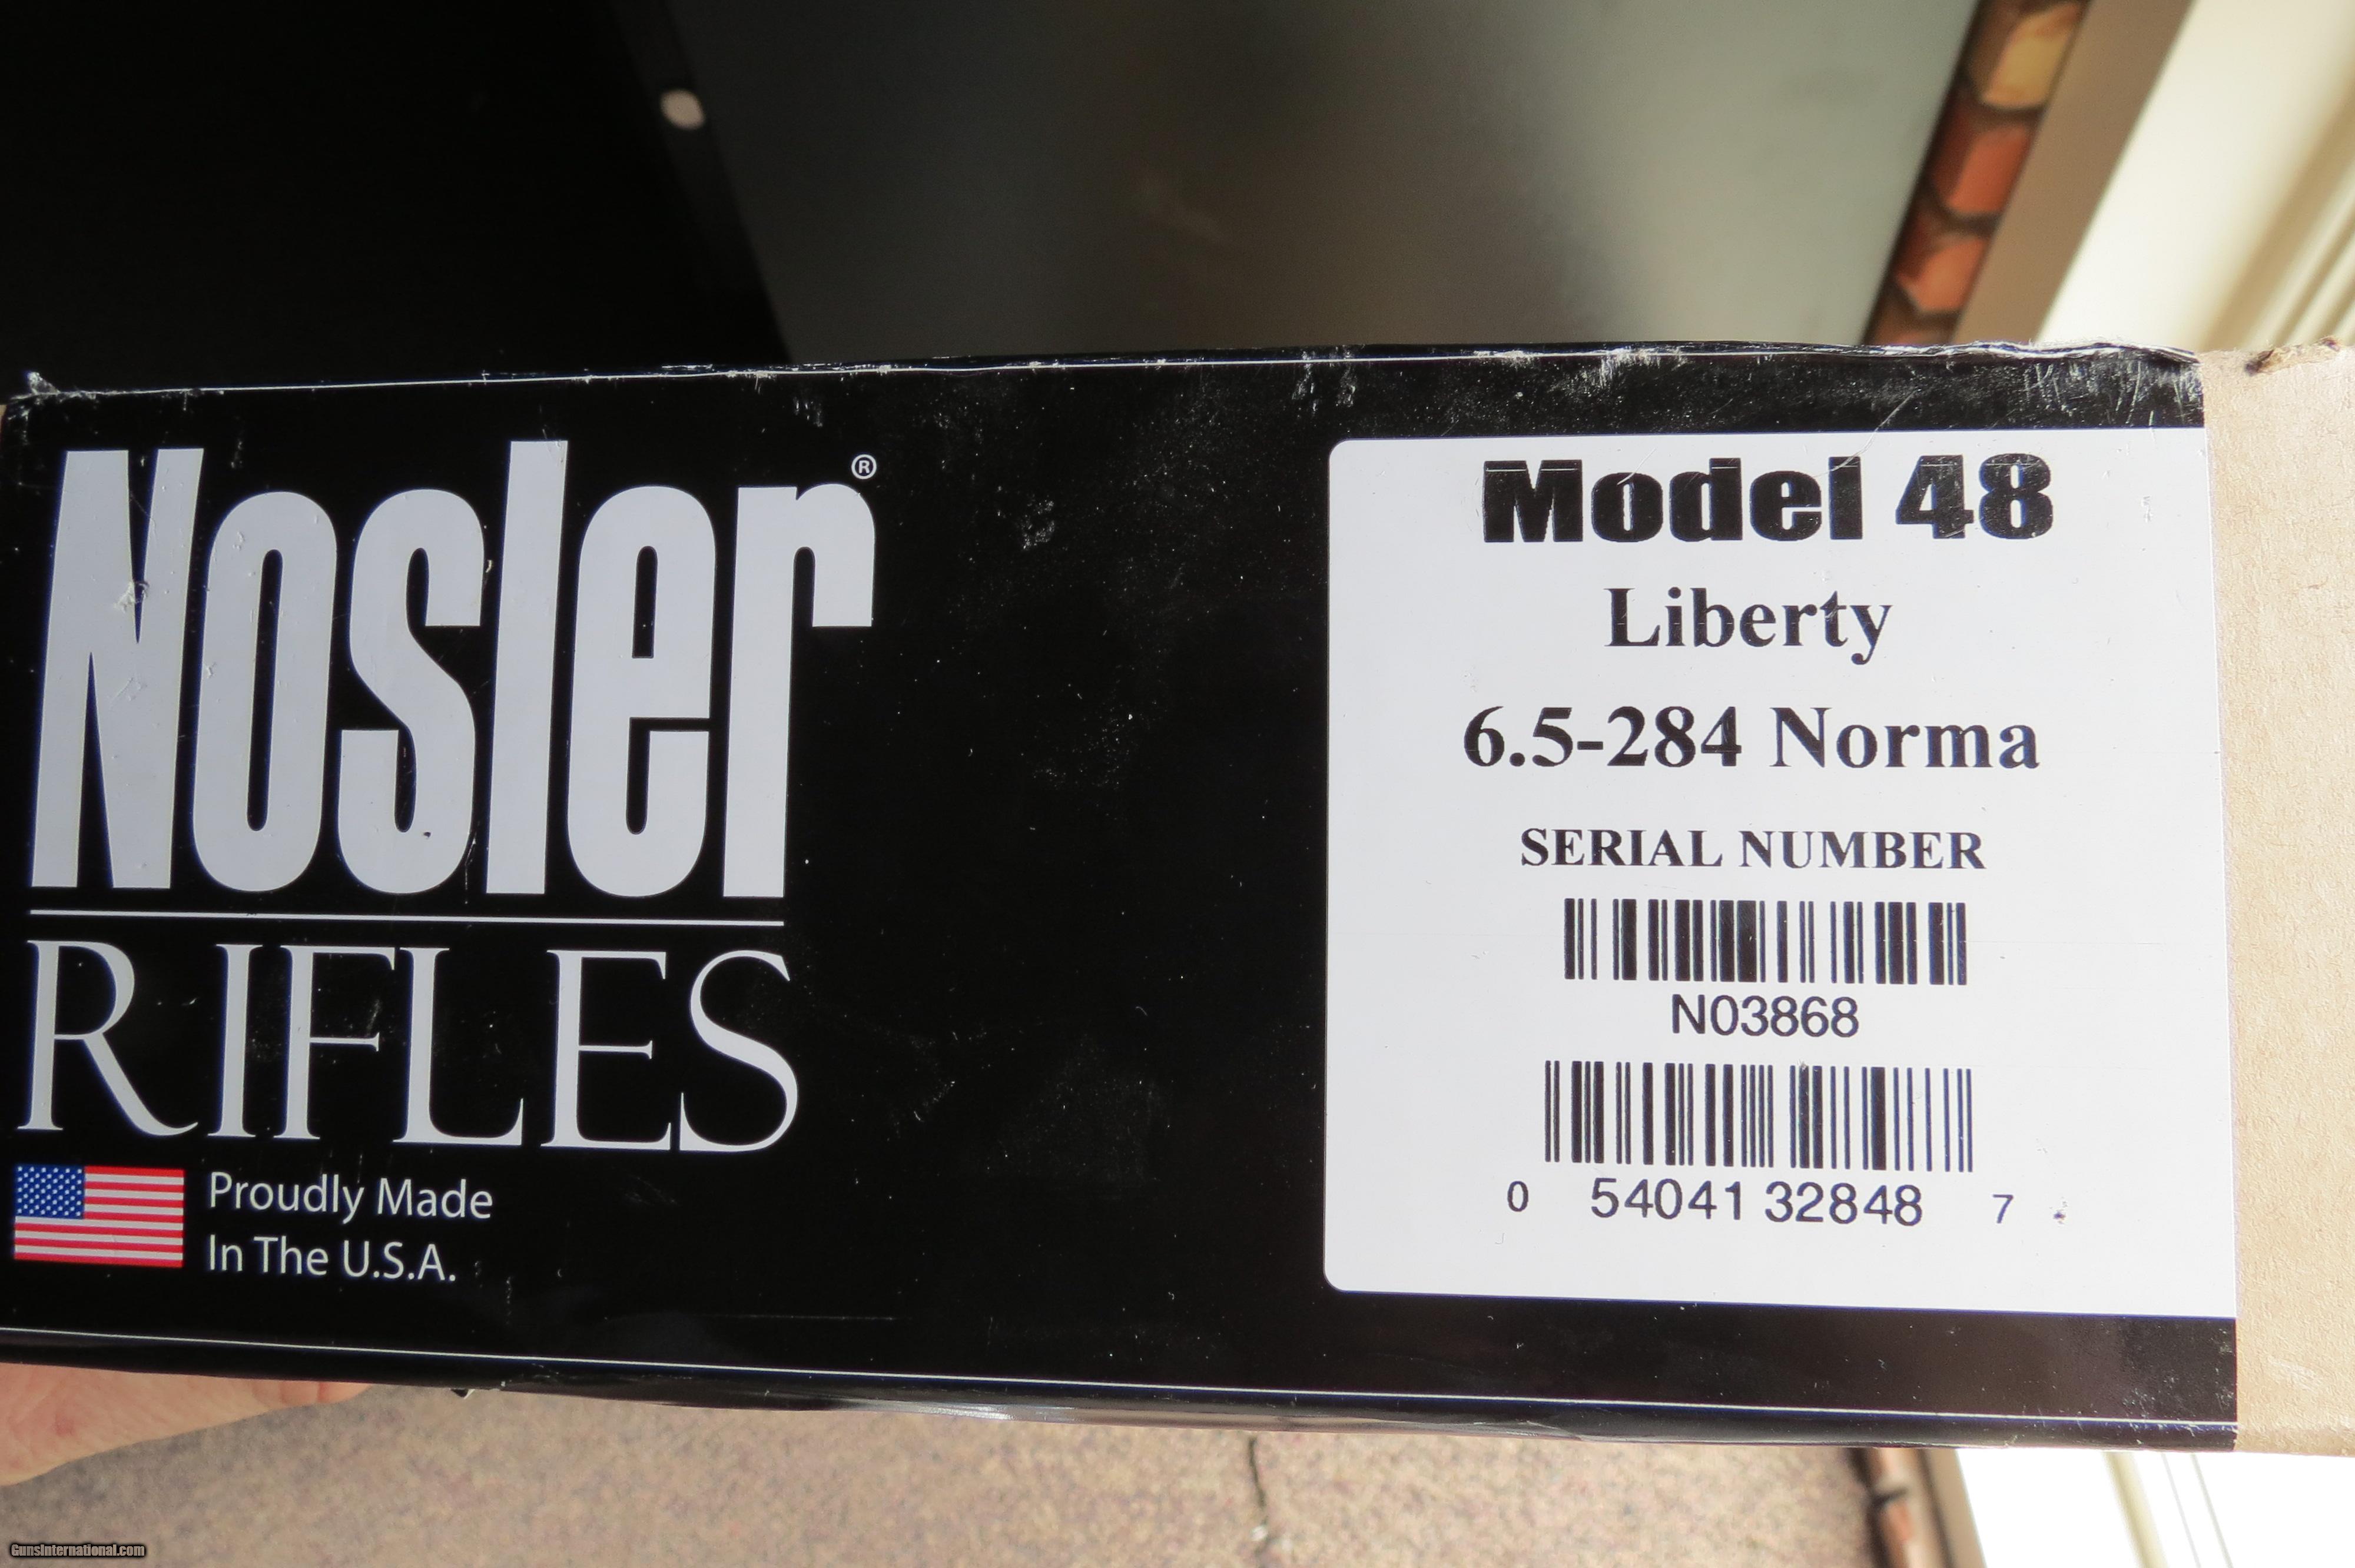 Nosler®
RIFLES
Proudly Made
In The U.S.A.
Model 48
Liberty
6.5-284 Norma
SERIAL NUMBER
N03868
0 54041 32848 7
GunsInternational.com